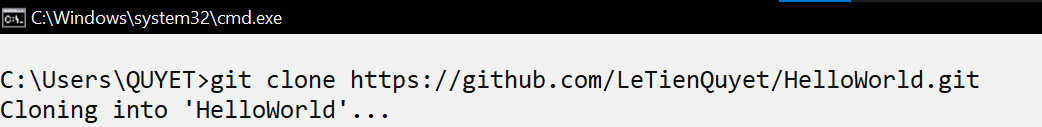 C:\Windows\system32\cmd.exe
C:\Users\QUYET>git clone https://github.com/LeTienQuyet/HelloWorld.git
Cloning into 'HelloWorld'...